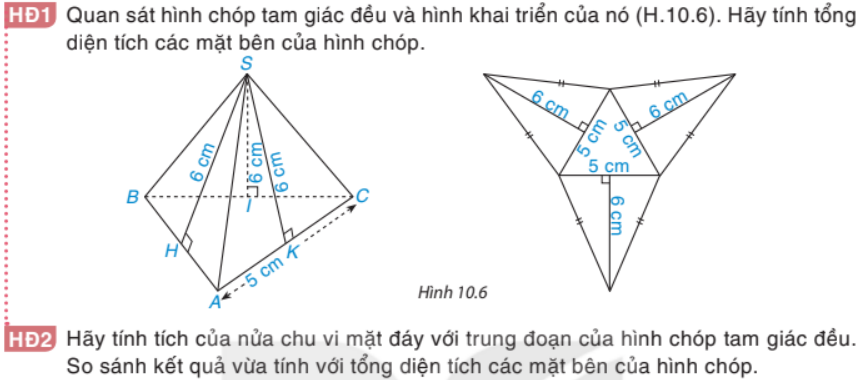 HĐ1 Quan sát hình chóp tam giác đều và hình khai triển của nó (H.10.6). Hãy tính tổng
diện tích các mặt bên của hình chóp.
S
6 cm
6 cm
6 cm
B
I
C
H
K
5 cm
A
6 cm
6 cm
5 cm
5 cm
5 cm
6 cm
Hình 10.6
HĐ2 Hãy tính tích của nửa chu vi mặt đáy với trung đoạn của hình chóp tam giác đều.
So sánh kết quả vừa tính với tổng diện tích các mặt bên của hình chóp.